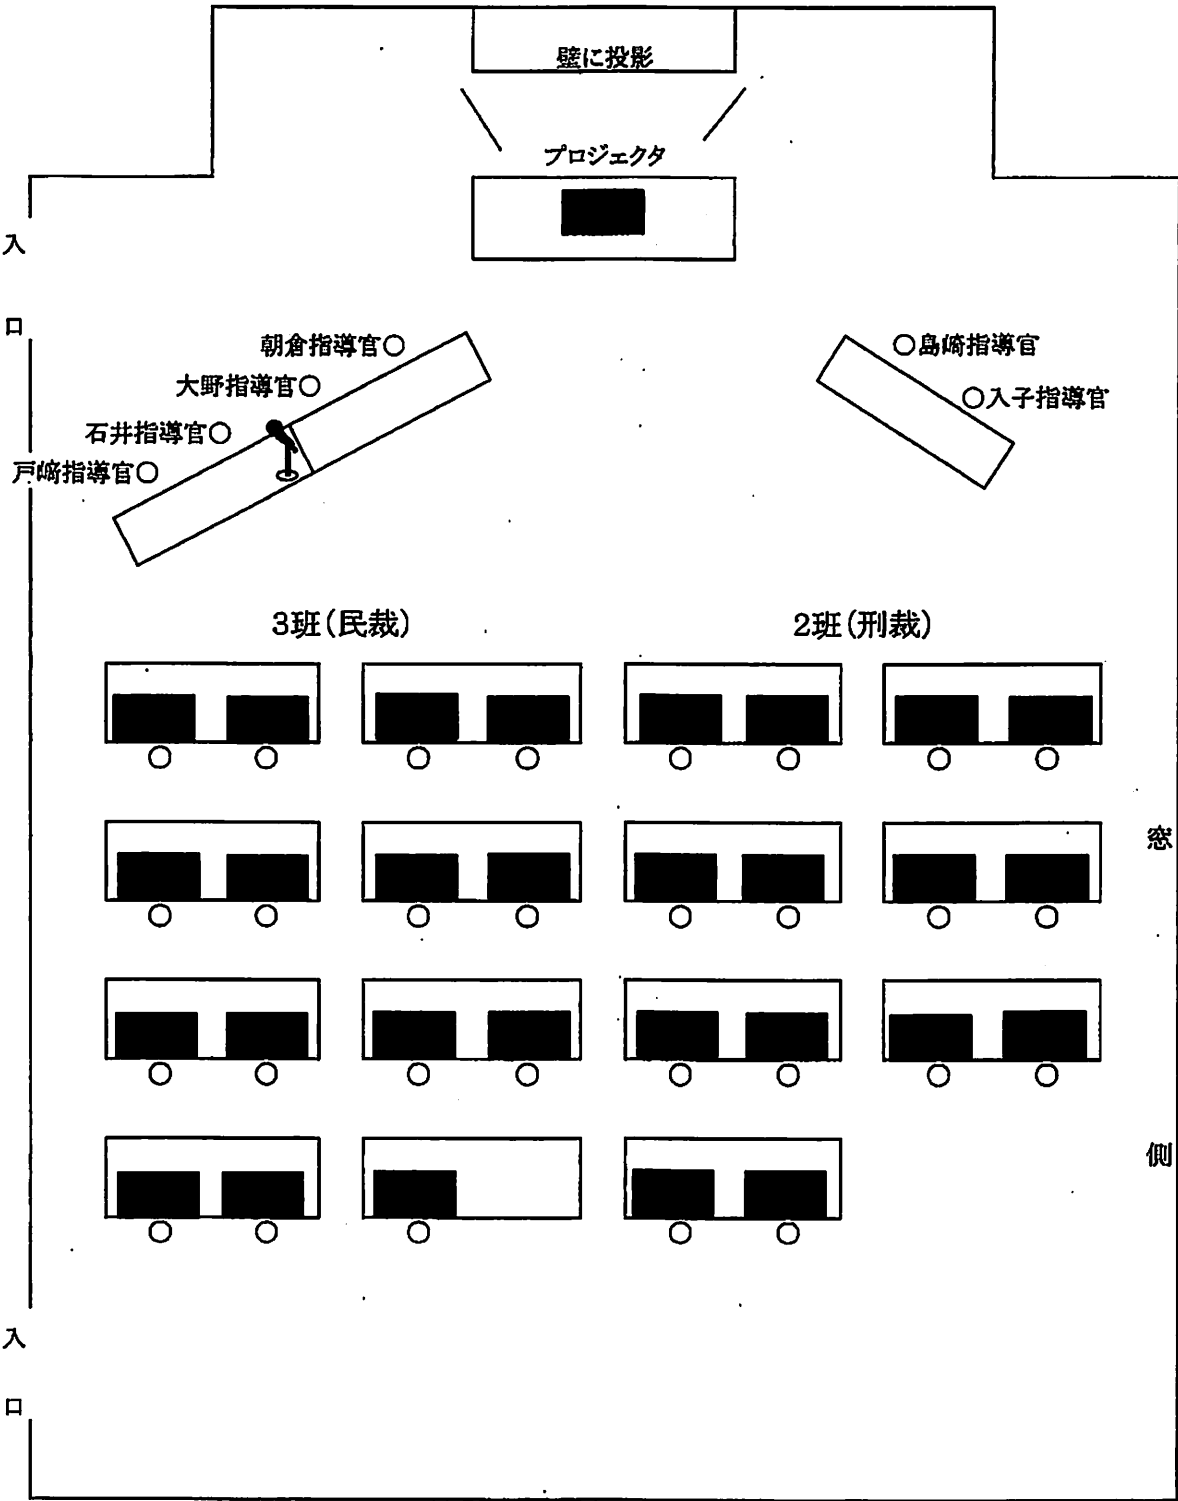 壁に投影
プロジェクタ
入
口
朝倉指導官○
大野指導官○
石井指導官○
戸﨑指導官○
○島崎指導官
○入子指導官
3班(民裁)
2班(刑裁)
窓
側
入
口